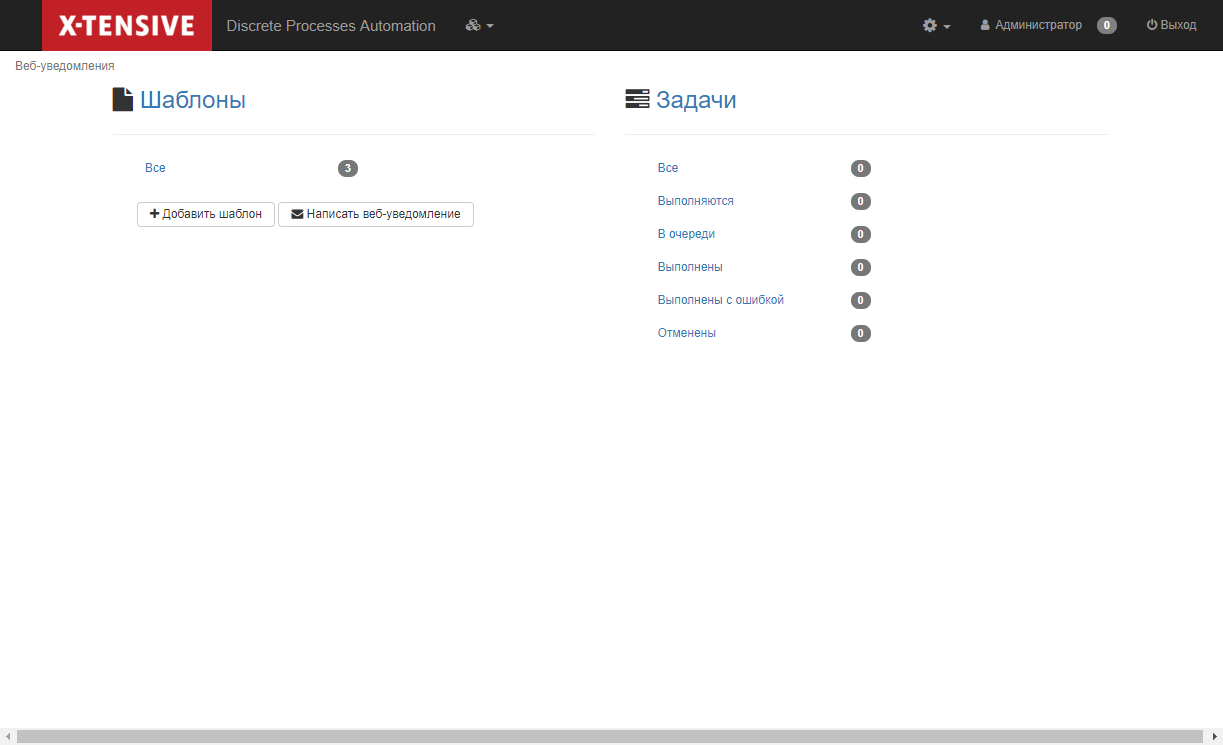 X-TENSIVE Discrete Processes Automation Администратор 0 Выход
Веб-уведомления
Шаблоны
Все 3
Добавить шаблон Написать веб-уведомление
Задачи
Все 0
Выполняются 0
В очереди 0
Выполнены 0
Выполнены с ошибкой 0
Отменены 0